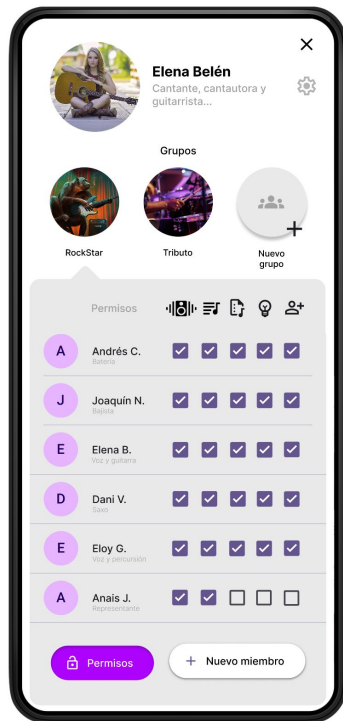 Elena Belén
Cantante, cantautora y
guitarrista...
Grupos
RockStar
Tributo
Nuevo
grupo
Permisos
A
Andrés C.
Batería
J
Joaquín N.
Bajista
E
Elena B.
Voz y guitarra
D
Dani V.
Saxo
E
Eloy G.
Voz y percusión
A
Anais J.
Representante
Permisos
+ Nuevo miembro